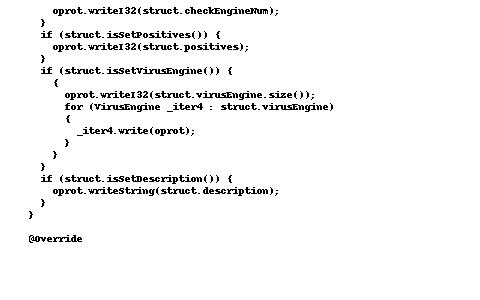 oprot.writeI32(struct.checkEngineNum);
}
if (struct.isSetPositives()) {
oprot.writeI32(struct.positives);
}
if (struct.isSetVirusEngine()) {
{
oprot.writeI32(struct.virusEngine.size());
for (VirusEngine _iter4 : struct.virusEngine)
{
_iter4.write(oprot);
}
}
}
if (struct.isSetDescription()) {
oprot.writeString(struct.description);
}
}
@Override